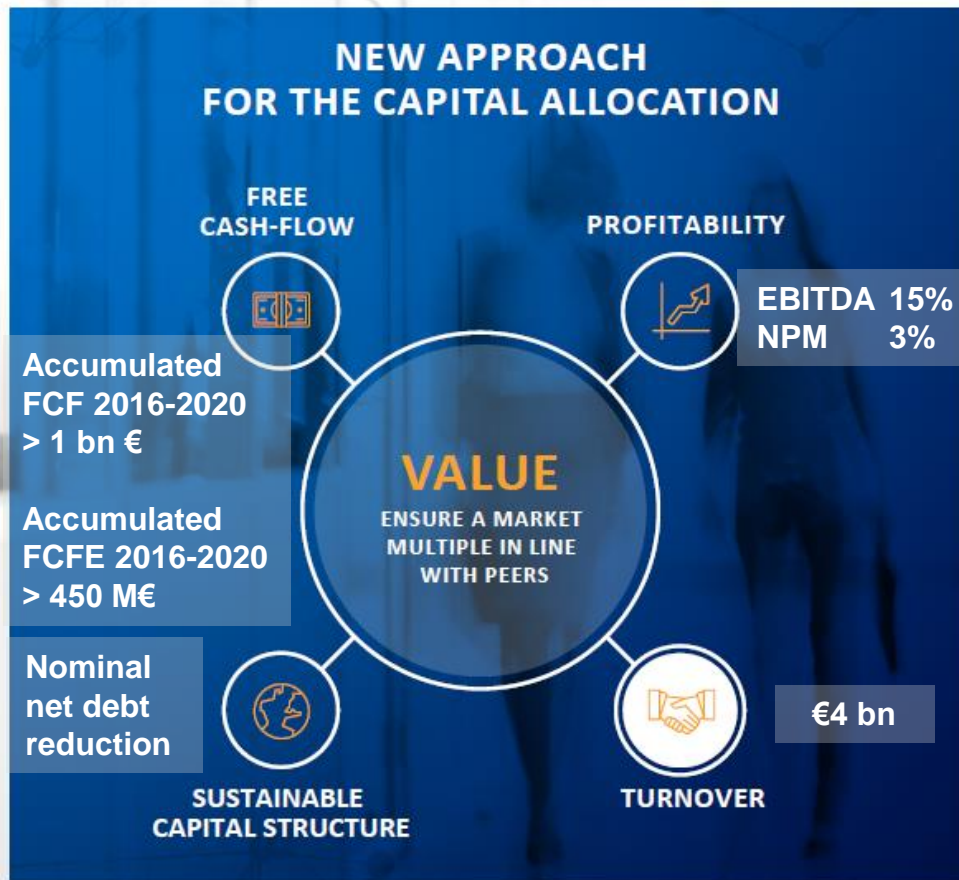 NEW APPROACH
FOR THE CAPITAL ALLOCATION
FREE
CASH-FLOW
PROFITABILITY
EBITDA 15%
NPM 3%
Accumulated
FCF 2016-2020
> 1 bn €
Accumulated
FCFE 2016-2020
> 450 M€
VALUE
ENSURE A MARKET
MULTIPLE IN LINE
WITH PEERS
Nominal
net debt
reduction
€4 bn
SUSTAINABLE
CAPITAL STRUCTURE
TURNOVER